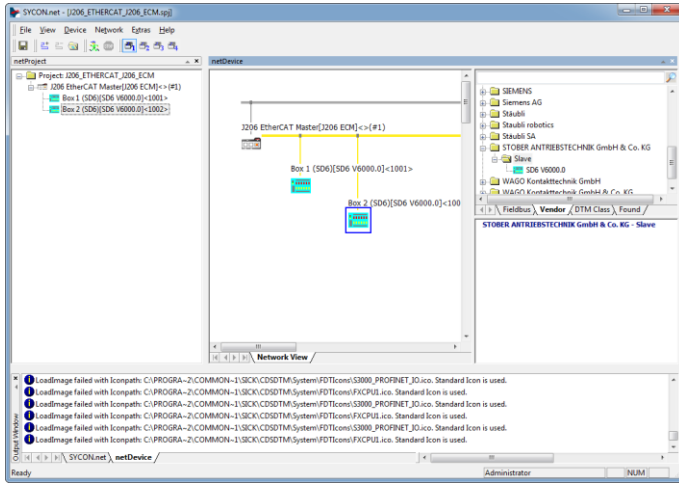 SYCON.net - [J206_ETHERCAT_J206_ECM.spj]
File View Device Network Extras Help
netProject
Project: J206_ETHERCAT_J206_ECM
J206 EtherCAT Master[J206 ECM]<>(#1)
Box 1 (SD6)[SD6 V6000.0]<1001>
Box 2 (SD6)[SD6 V6000.0]<1002>
netDevice
J206 EtherCAT Master[J206 ECM]<>(#1)
Box 1 (SD6)[SD6 V6000.0]<1001>
Box 2 (SD6)[SD6 V6000.0]<100
Network View
SIEMENS
Siemens AG
Stäubli
Staubli robotics
Stäubli SA
STOBER ANTRIEBSTECHNIK GmbH & Co. KG
Slave
SD6 V6000.0
WAGO Kontakttechnik GmbH
WAGO Kontakttechnik GmbH & Co. KG
Fieldbus Vendor DTM Class Found
STOBER ANTRIEBSTECHNIK GmbH & Co. KG - Slave
LoadImage failed with Iconpath: C:\PROGRA~2\COMMON~1\SICK\CDSDTM\System\FDTIcons\S3000_PROFINET_IO.ico. Standard Icon is used.
LoadImage failed with Iconpath: C:\PROGRA~2\COMMON~1\SICK\CDSDTM\System\FDTIcons\FXCPU1.ico. Standard Icon is used.
LoadImage failed with Iconpath: C:\PROGRA~2\COMMON~1\SICK\CDSDTM\System\FDTIcons\FXCPU1.ico. Standard Icon is used.
LoadImage failed with Iconpath: C:\PROGRA~2\COMMON~1\SICK\CDSDTM\System\FDTIcons\S3000_PROFINET_IO.ico. Standard Icon is used.
LoadImage failed with Iconpath: C:\PROGRA~2\COMMON~1\SICK\CDSDTM\System\FDTIcons\FXCPU1.ico. Standard Icon is used.
LoadImage failed with Iconpath: C:\PROGRA~2\COMMON~1\SICK\CDSDTM\System\FDTIcons\FXCPU1.ico. Standard Icon is used.
Output Window
SYCON.net netDevice
Ready
Administrator
NUM